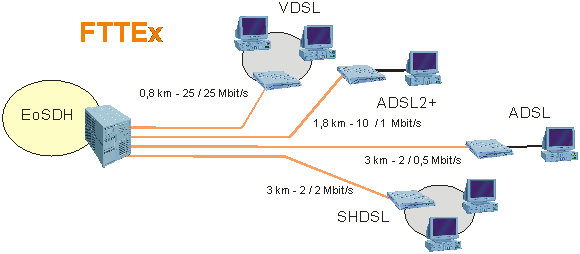 FTTEx
VDSL
0,8 km - 25 / 25 Mbit/s
EoSDH
ADSL2+
1,8 km - 10 / 1 Mbit/s
ADSL
3 km - 2 / 0,5 Mbit/s
3 km - 2 / 2 Mbit/s
SHDSL